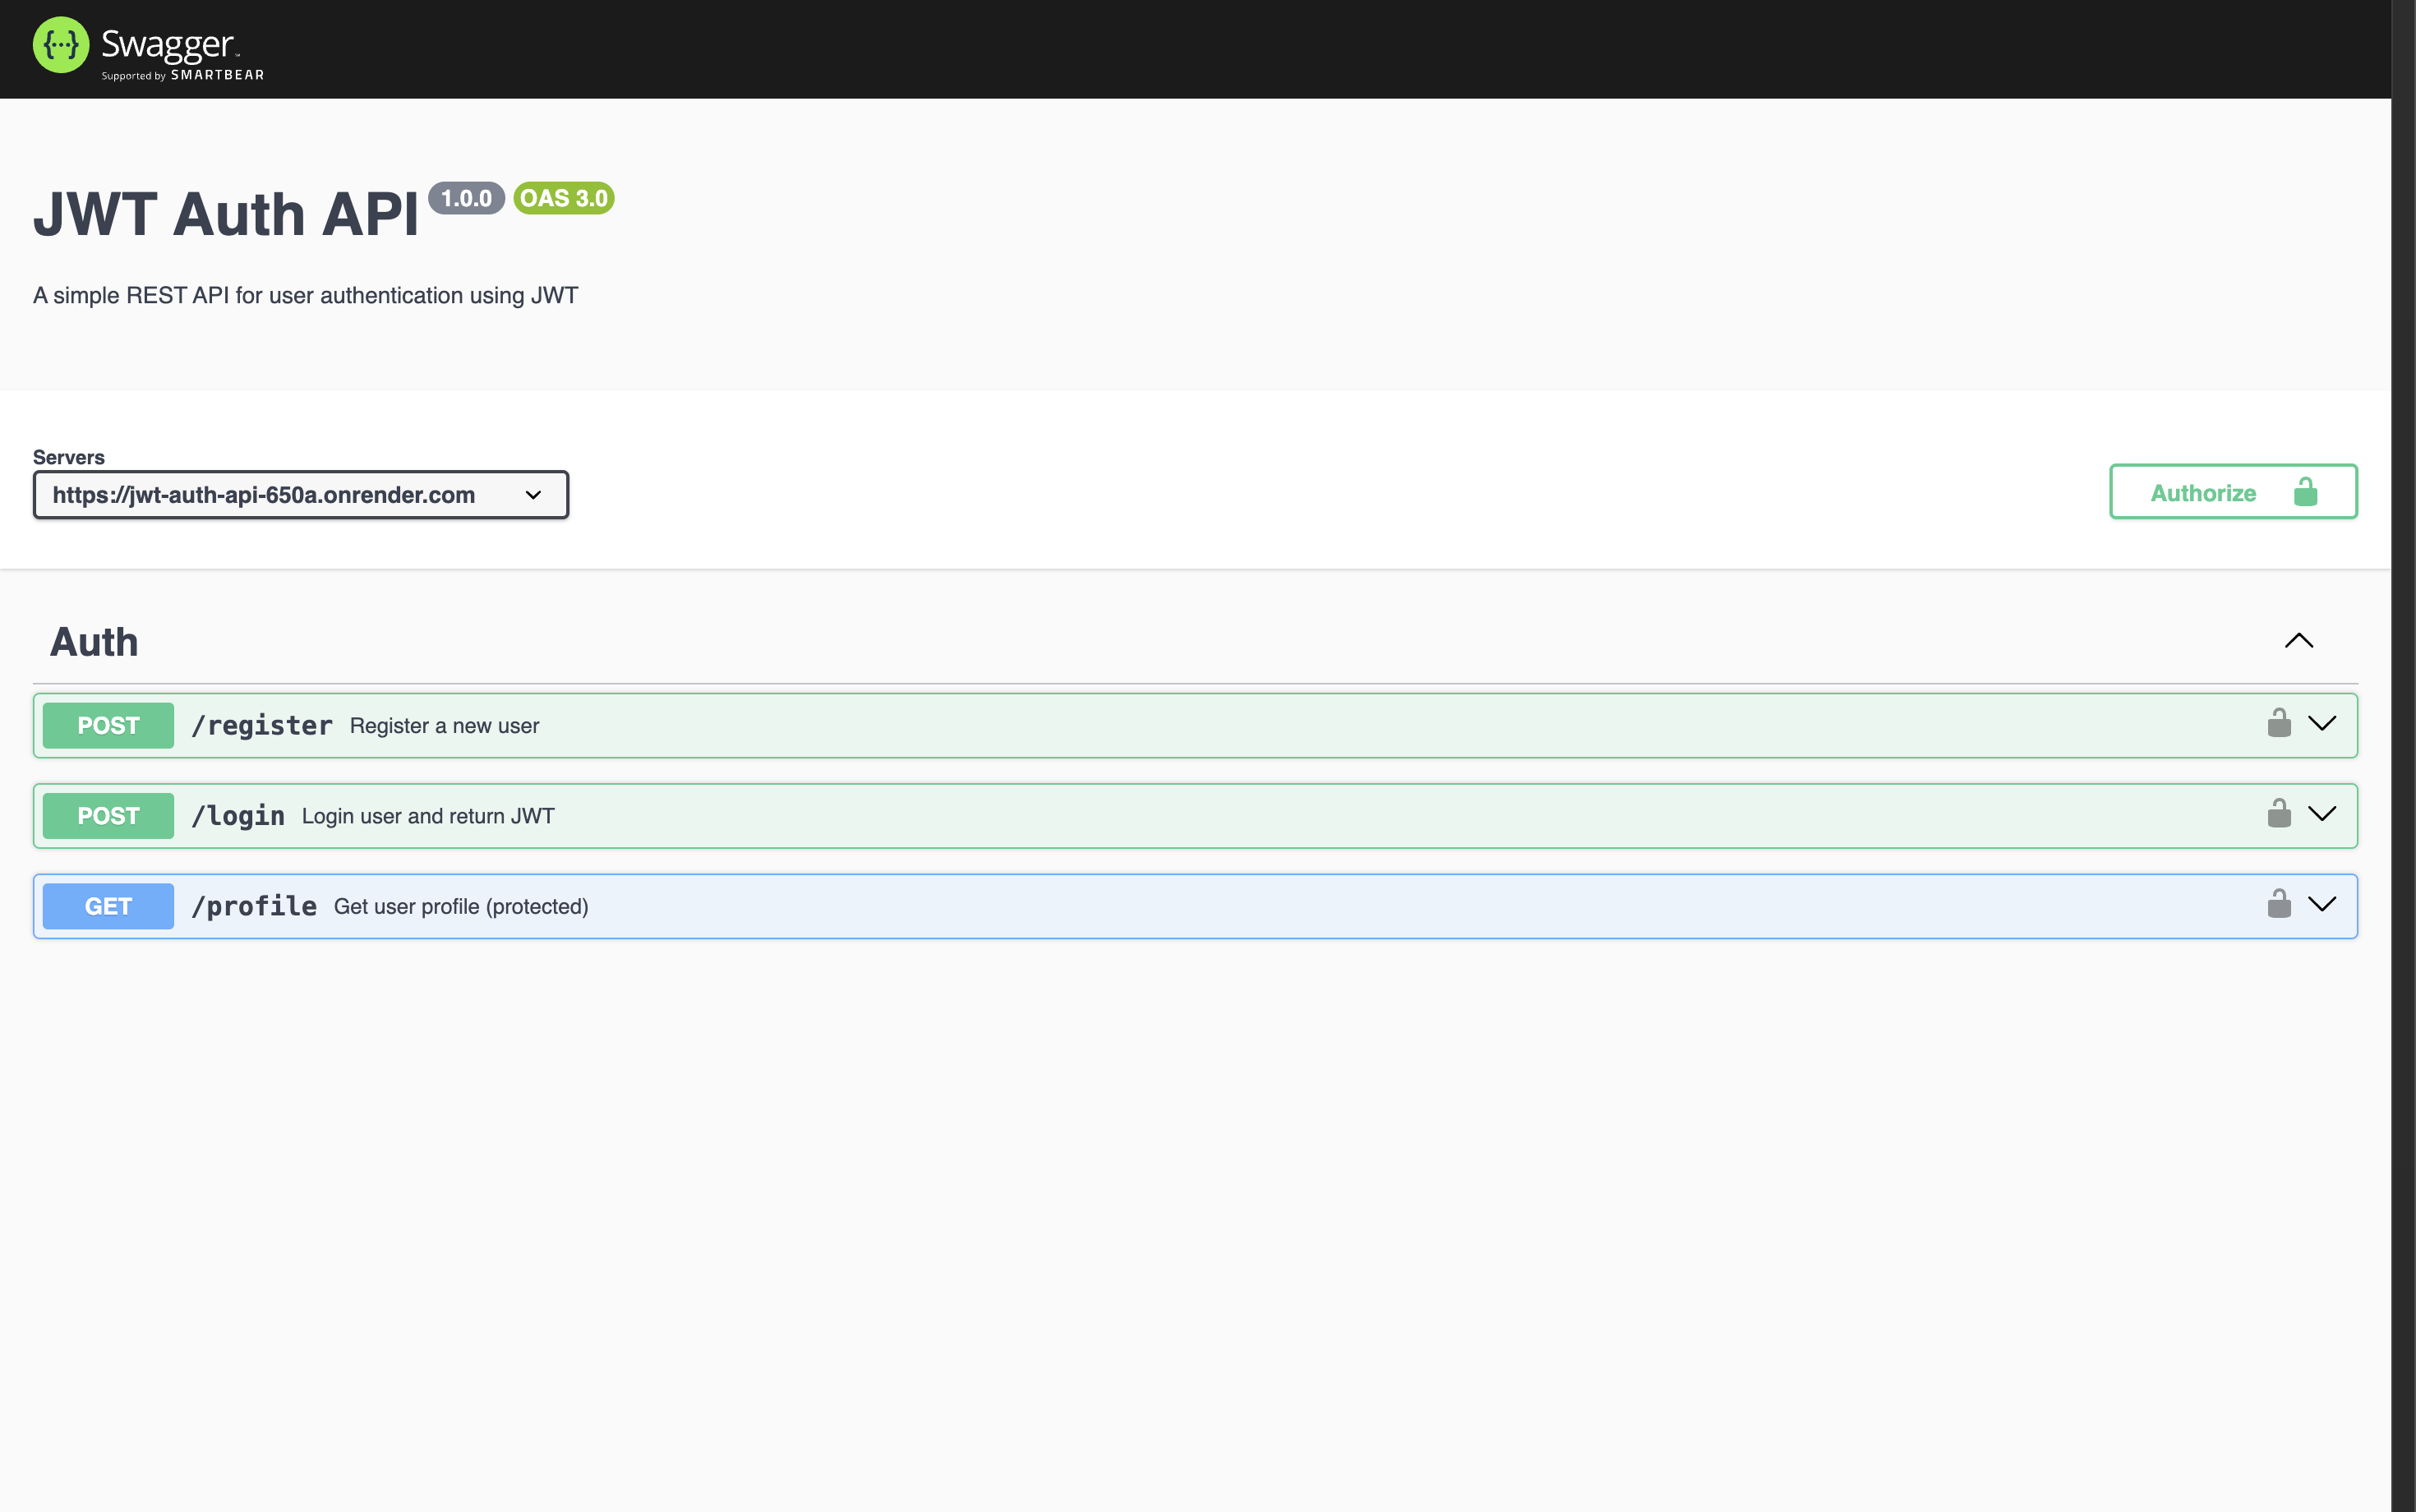 {···} Swagger™
Supported by SMARTBEAR
JWT Auth API 1.0.0 OAS 3.0
A simple REST API for user authentication using JWT
Servers
https://jwt-auth-api-650a.onrender.com
Authorize
Auth
POST /register Register a new user
POST /login Login user and return JWT
GET /profile Get user profile (protected)